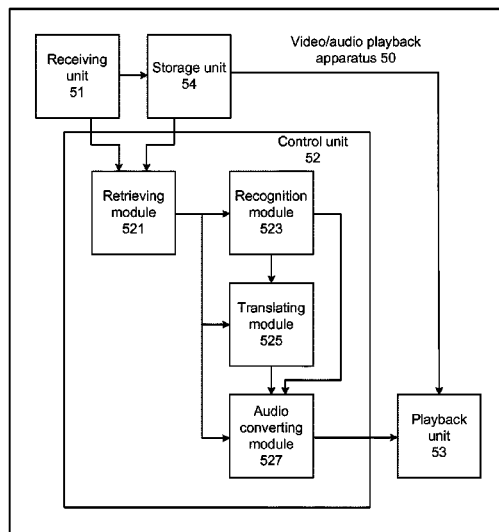 Receiving
unit
51
Storage unit
54
Video/audio playback
apparatus 50
Control unit
52
Retrieving
module
521
Recognition
module
523
Translating
module
525
Audio
converting
module
527
Playback
unit
53